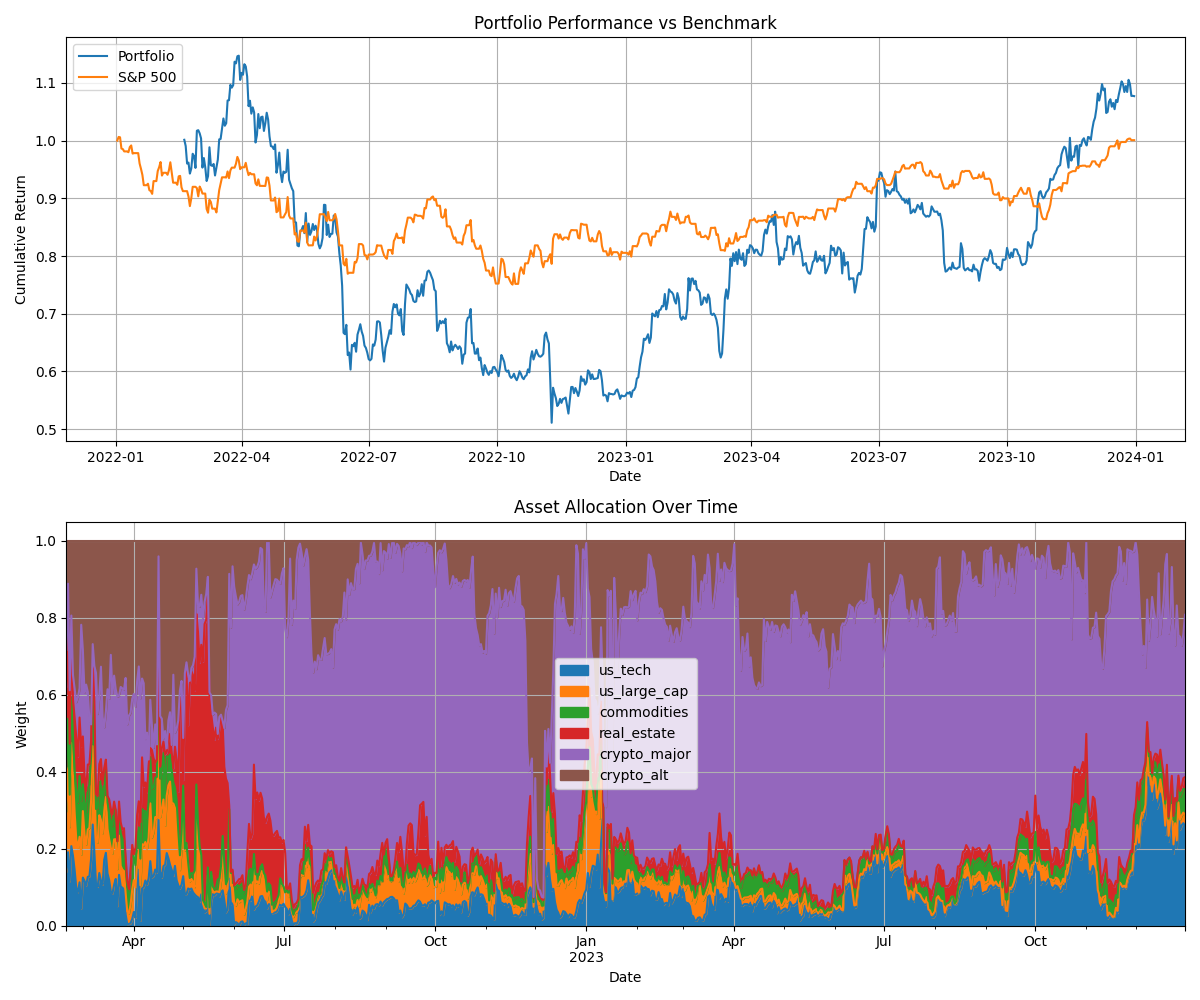 Portfolio Performance vs Benchmark
Portfolio
S&P 500
Cumulative Return
1.1
1.0
0.9
0.8
0.7
0.6
0.5
2022-01 2022-04 2022-07 2022-10 2023-01 2023-04 2023-07 2023-10 2024-01
Date
Asset Allocation Over Time
Weight
1.0
0.8
0.6
0.4
0.2
0.0
us_tech
us_large_cap
commodities
real_estate
crypto_major
crypto_alt
Apr Jul Oct Jan Apr Jul Oct
2023
Date